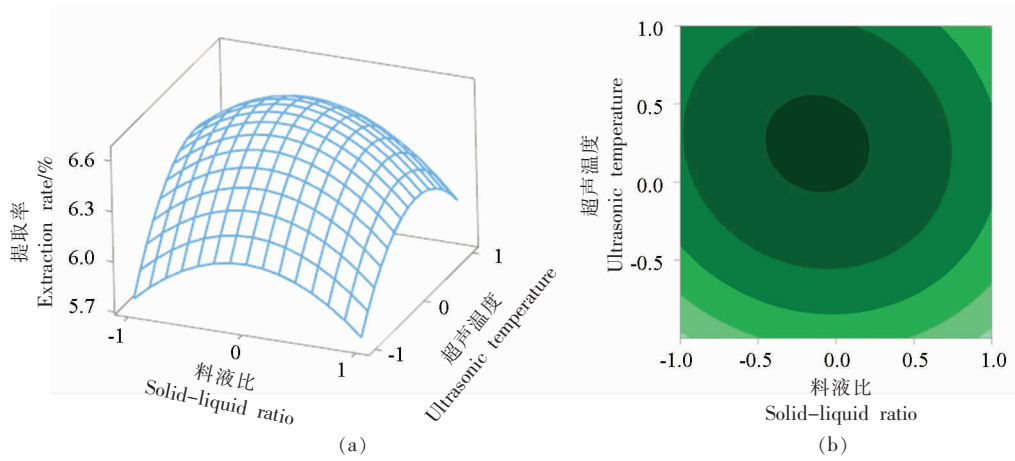 6.6
6.3
6.0
5.7
提取率
Extraction rate/%
-1
0
1
料液比
Solid-liquid ratio
-1
0
1
超声温度
Ultrasonic temperature
(a)
1.0
0.5
0.0
-0.5
超声温度
Ultrasonic temperature
-1.0
-0.5
0.0
0.5
1.0
料液比
Solid-liquid ratio
(b)